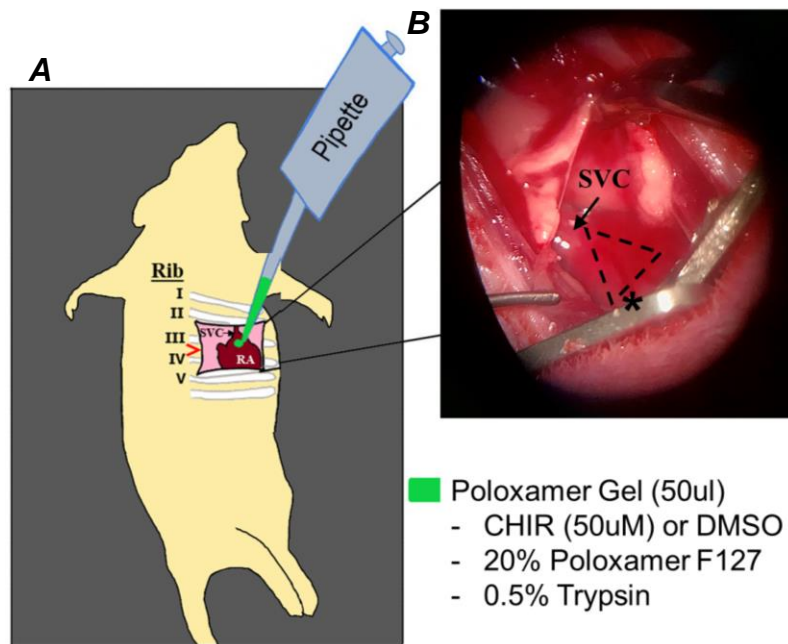 A
B
Pipette
SVC
Rib
I
II
III
IV
V
SVC
RA
*
Poloxamer Gel (50ul)
- CHIR (50uM) or DMSO
- 20% Poloxamer F127
- 0.5% Trypsin